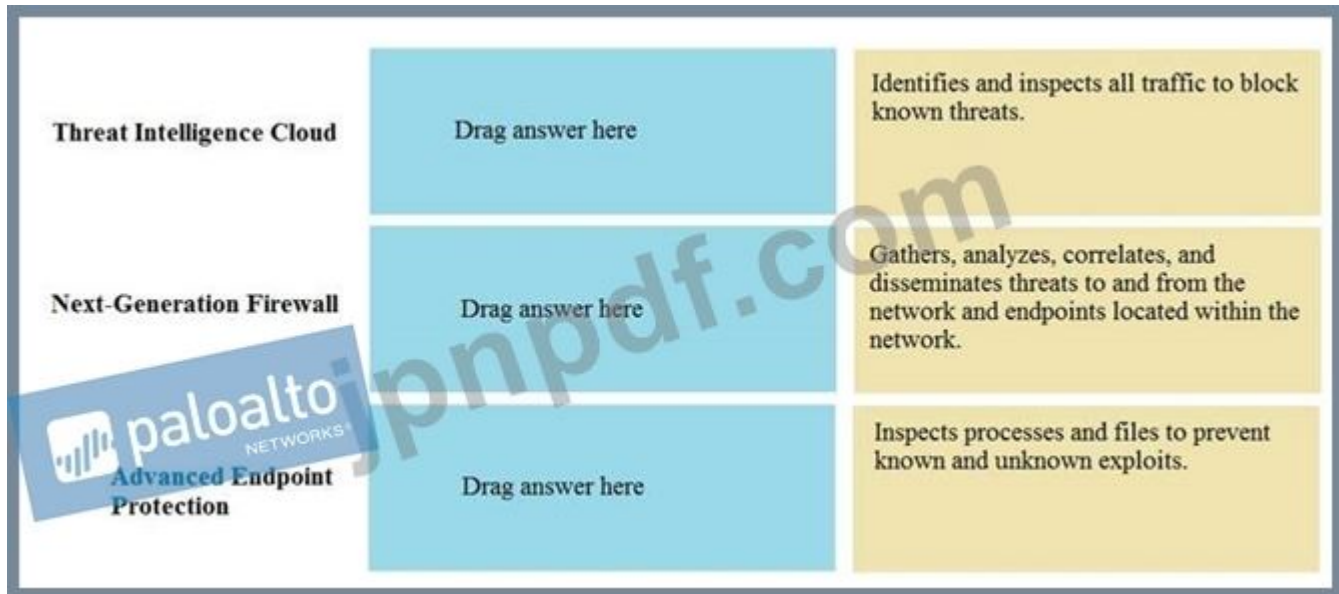 Threat Intelligence Cloud
Drag answer here
Identifies and inspects all traffic to block
known threats.
Next-Generation Firewall
Drag answer here
Gathers, analyzes, correlates, and
disseminates threats to and from the
network and endpoints located within the
network.
Advanced Endpoint
Protection
Drag answer here
Inspects processes and files to prevent
known and unknown exploits.
paloalto
NETWORKS®
jpnpdf.com